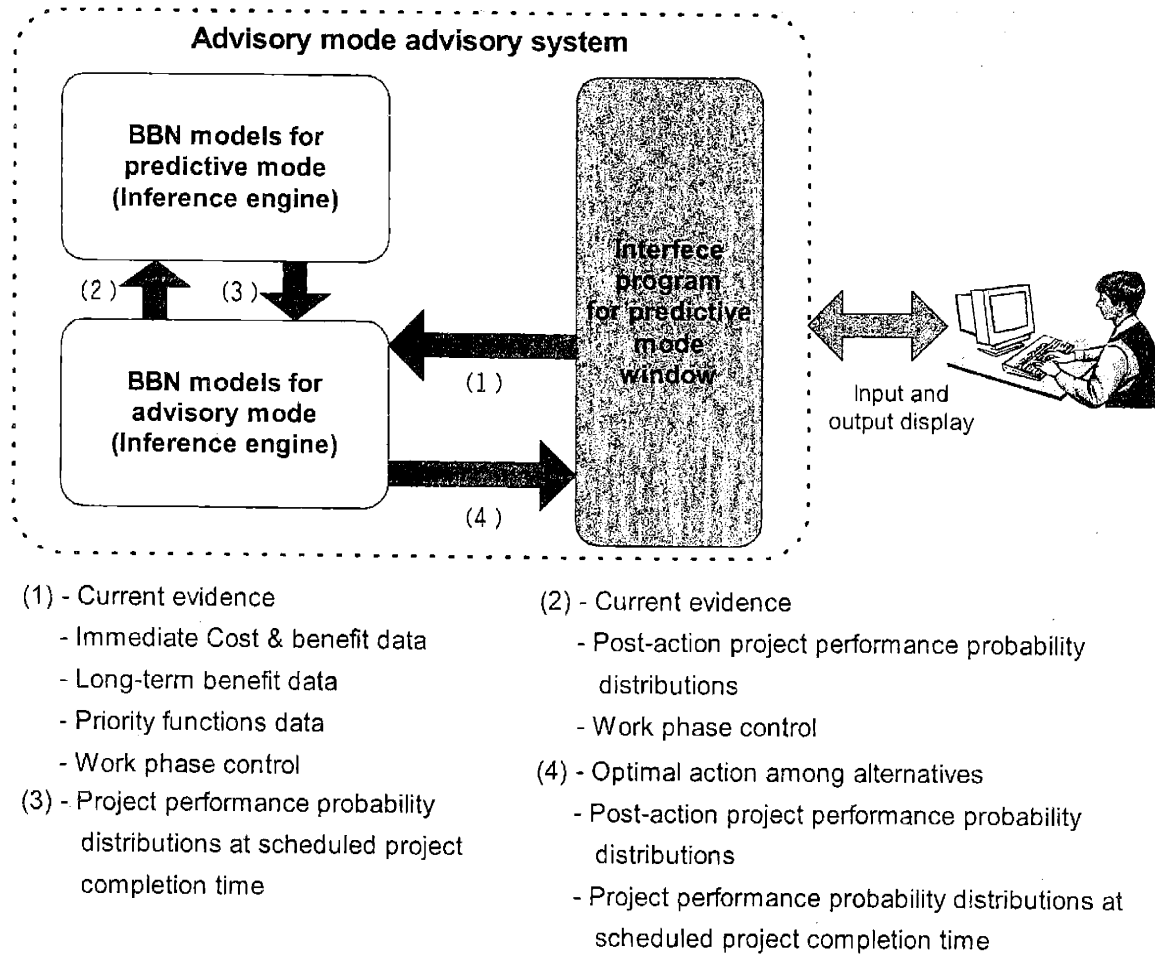 Advisory mode advisory system
BBN models for
predictive mode
(Inference engine)
(2)
(3)
BBN models for
advisory mode
(Inference engine)
(1)
(4)
Interfece
program
for predictive
mode
window
Input and
output display
(1) - Current evidence
- Immediate Cost & benefit data
- Long-term benefit data
- Priority functions data
- Work phase control
(3) - Project performance probability
distributions at scheduled project
completion time
(2) - Current evidence
- Post-action project performance probability
distributions
- Work phase control
(4) - Optimal action among alternatives
- Post-action project performance probability
distributions
- Project performance probability distributions at
scheduled project completion time